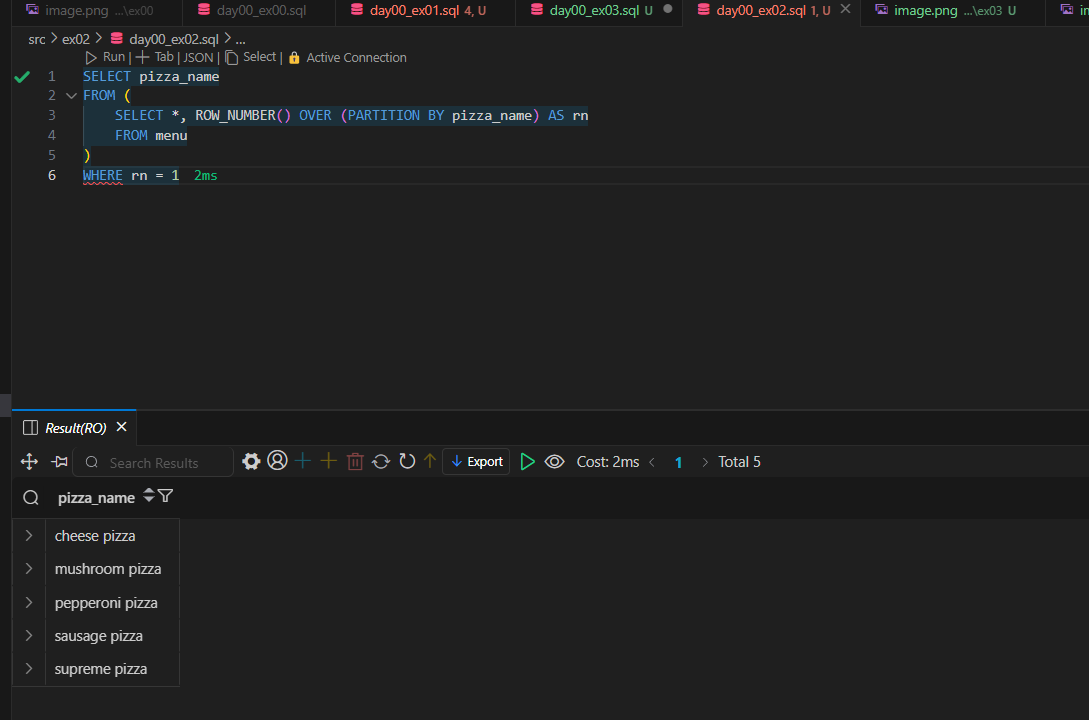 image.png ...\ex00 day00_ex00.sql day00_ex01.sql 4, U day00_ex03.sql U day00_ex02.sql 1, U image.png ...\ex03 U
src > ex02 > day00_ex02.sql > ...
Run | Tab | JSON | Select | Active Connection
1 SELECT pizza_name
2 FROM (
3 SELECT *, ROW_NUMBER() OVER (PARTITION BY pizza_name) AS rn
4 FROM menu
5 )
6 WHERE rn = 1 2ms
Result(RO)
Search Results Export Cost: 2ms < 1 > Total 5
pizza_name
cheese pizza
mushroom pizza
pepperoni pizza
sausage pizza
supreme pizza